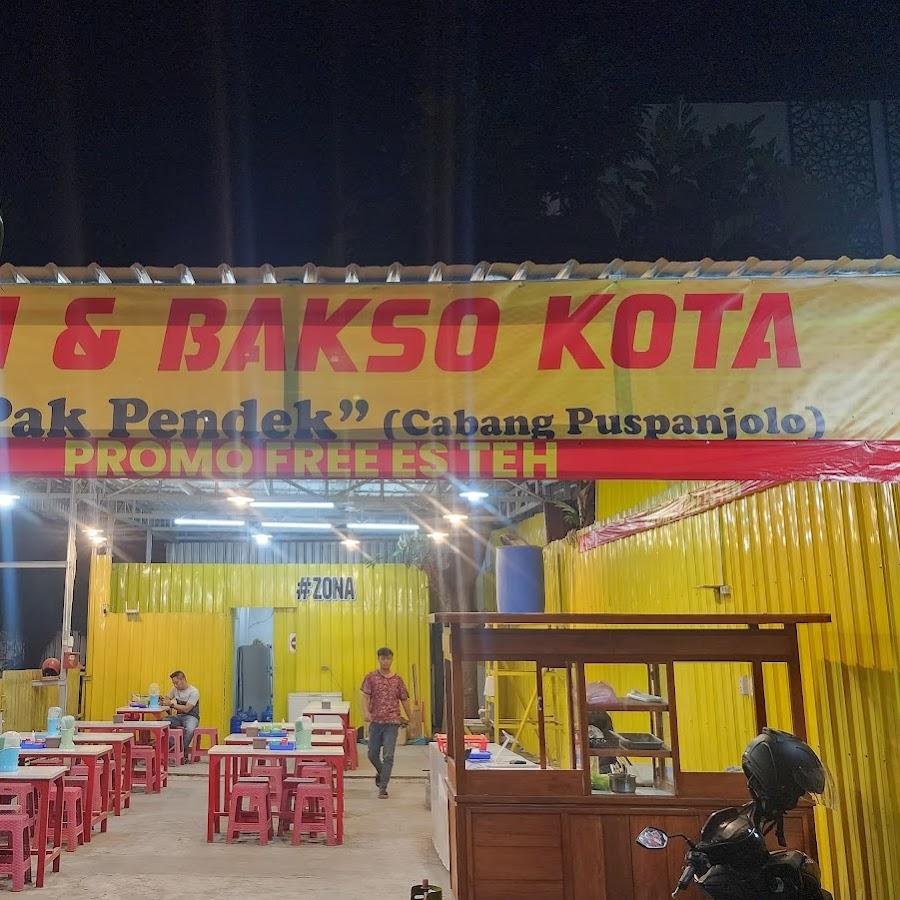 & BAKSO KOTA
Pak Pendek” (Cabang Puspanjolo)
PROMO FREE ES TEH
#ZONA